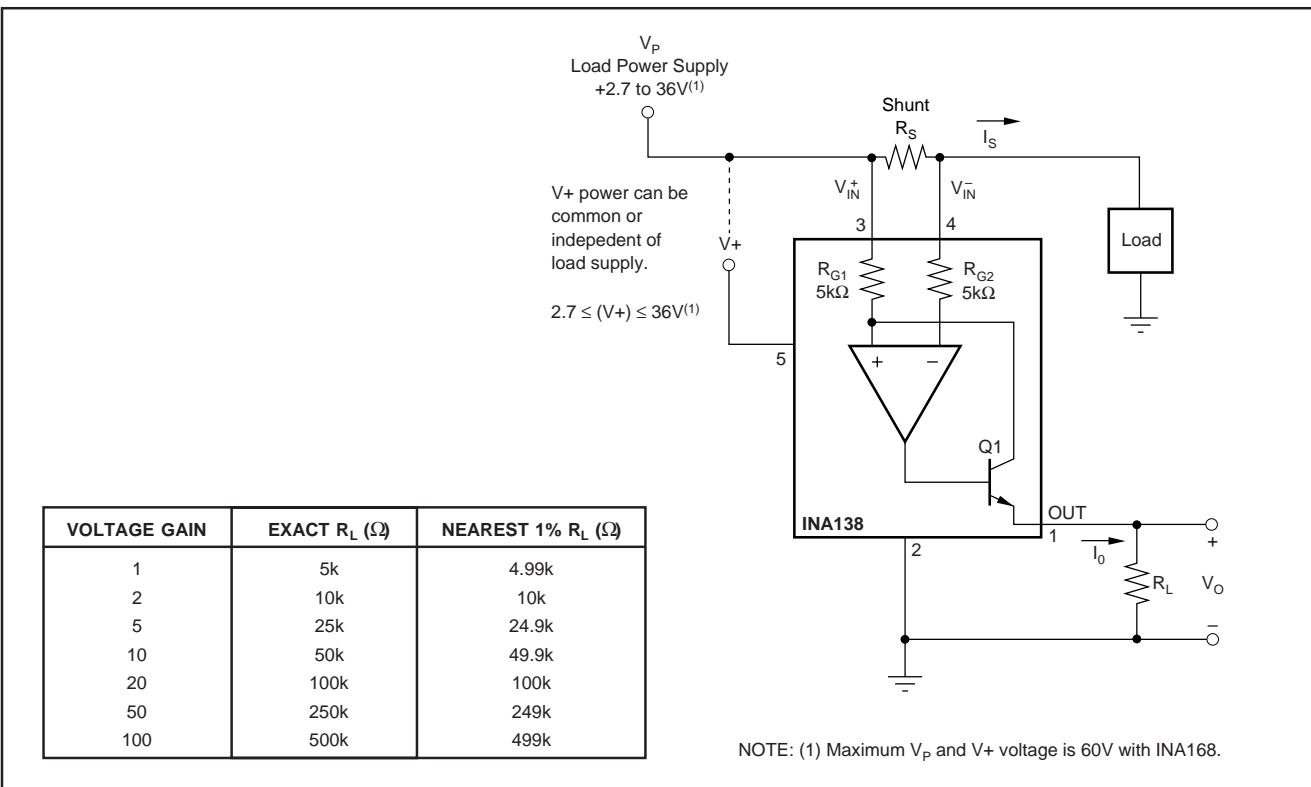 V_P
Load Power Supply
+2.7 to 36V(1)
Shunt
R_S
I_S
V+ power can be
common or
indepedent of
load supply.
2.7 ≤ (V+) ≤ 36V(1)
V+
V_IN^+
V_IN^−
3
4
Load
R_G1
5kΩ
R_G2
5kΩ
5
+
−
Q1
INA138
OUT
1
2
I_0
R_L
+
V_O
−
VOLTAGE GAIN EXACT R_L (Ω) NEAREST 1% R_L (Ω)
1 5k 4.99k
2 10k 10k
5 25k 24.9k
10 50k 49.9k
20 100k 100k
50 250k 249k
100 500k 499k
NOTE: (1) Maximum V_P and V+ voltage is 60V with INA168.